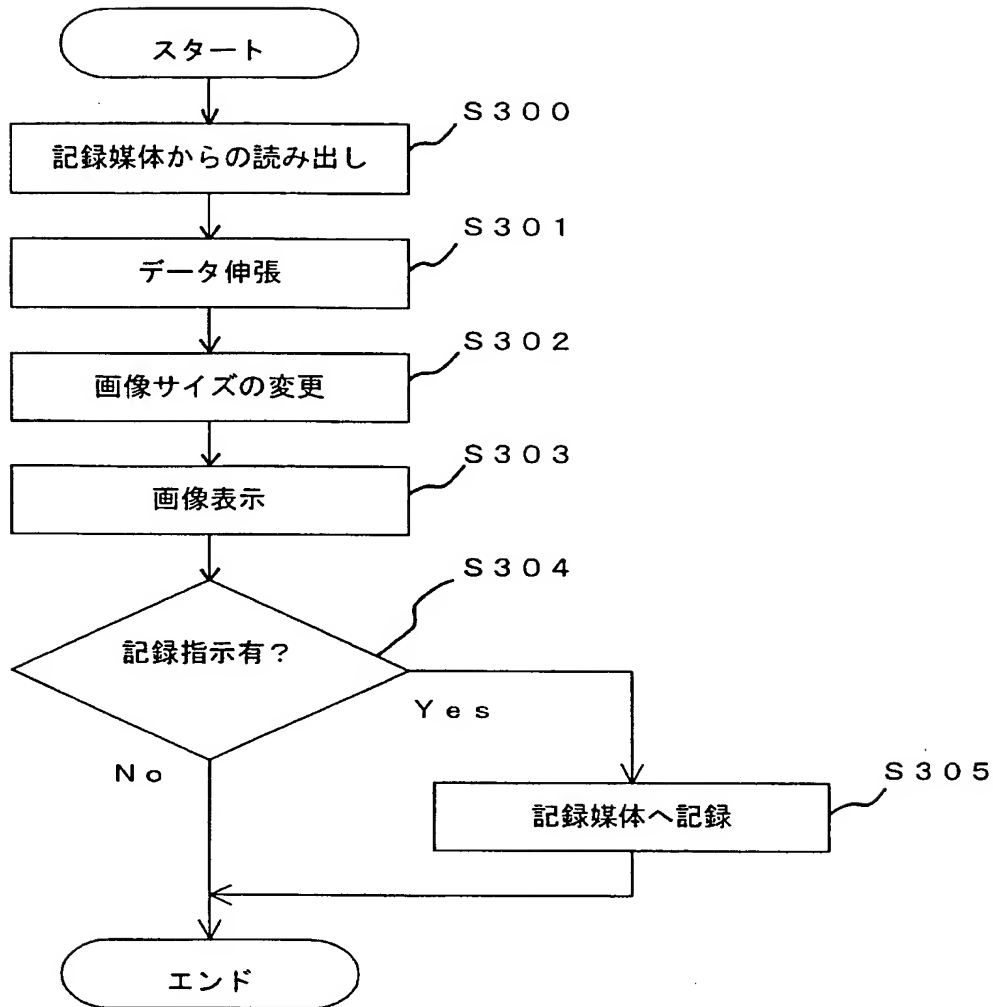 スタート
S300
記録媒体からの読み出し
S301
データ伸張
S302
画像サイズの変更
S303
画像表示
S304
記録指示有?
Yes
No
S305
記録媒体へ記録
エンド